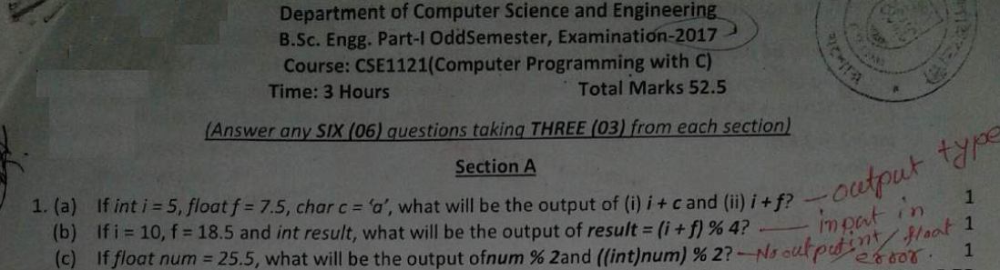 Department of Computer Science and Engineering
B.Sc. Engg. Part-I OddSemester, Examination-2017
Course: CSE1121(Computer Programming with C)
Time: 3 Hours Total Marks 52.5
(Answer any SIX (06) questions taking THREE (03) from each section)
Section A
1. (a) If int i = 5, float f = 7.5, char c = 'a', what will be the output of (i) i + c and (ii) i + f? — output type 1
(b) If i = 10, f = 18.5 and int result, what will be the output of result = (i + f) % 4? — input in int / float 1
(c) If float num = 25.5, what will be the output ofnum % 2and ((int)num) % 2? — No output / error. 1